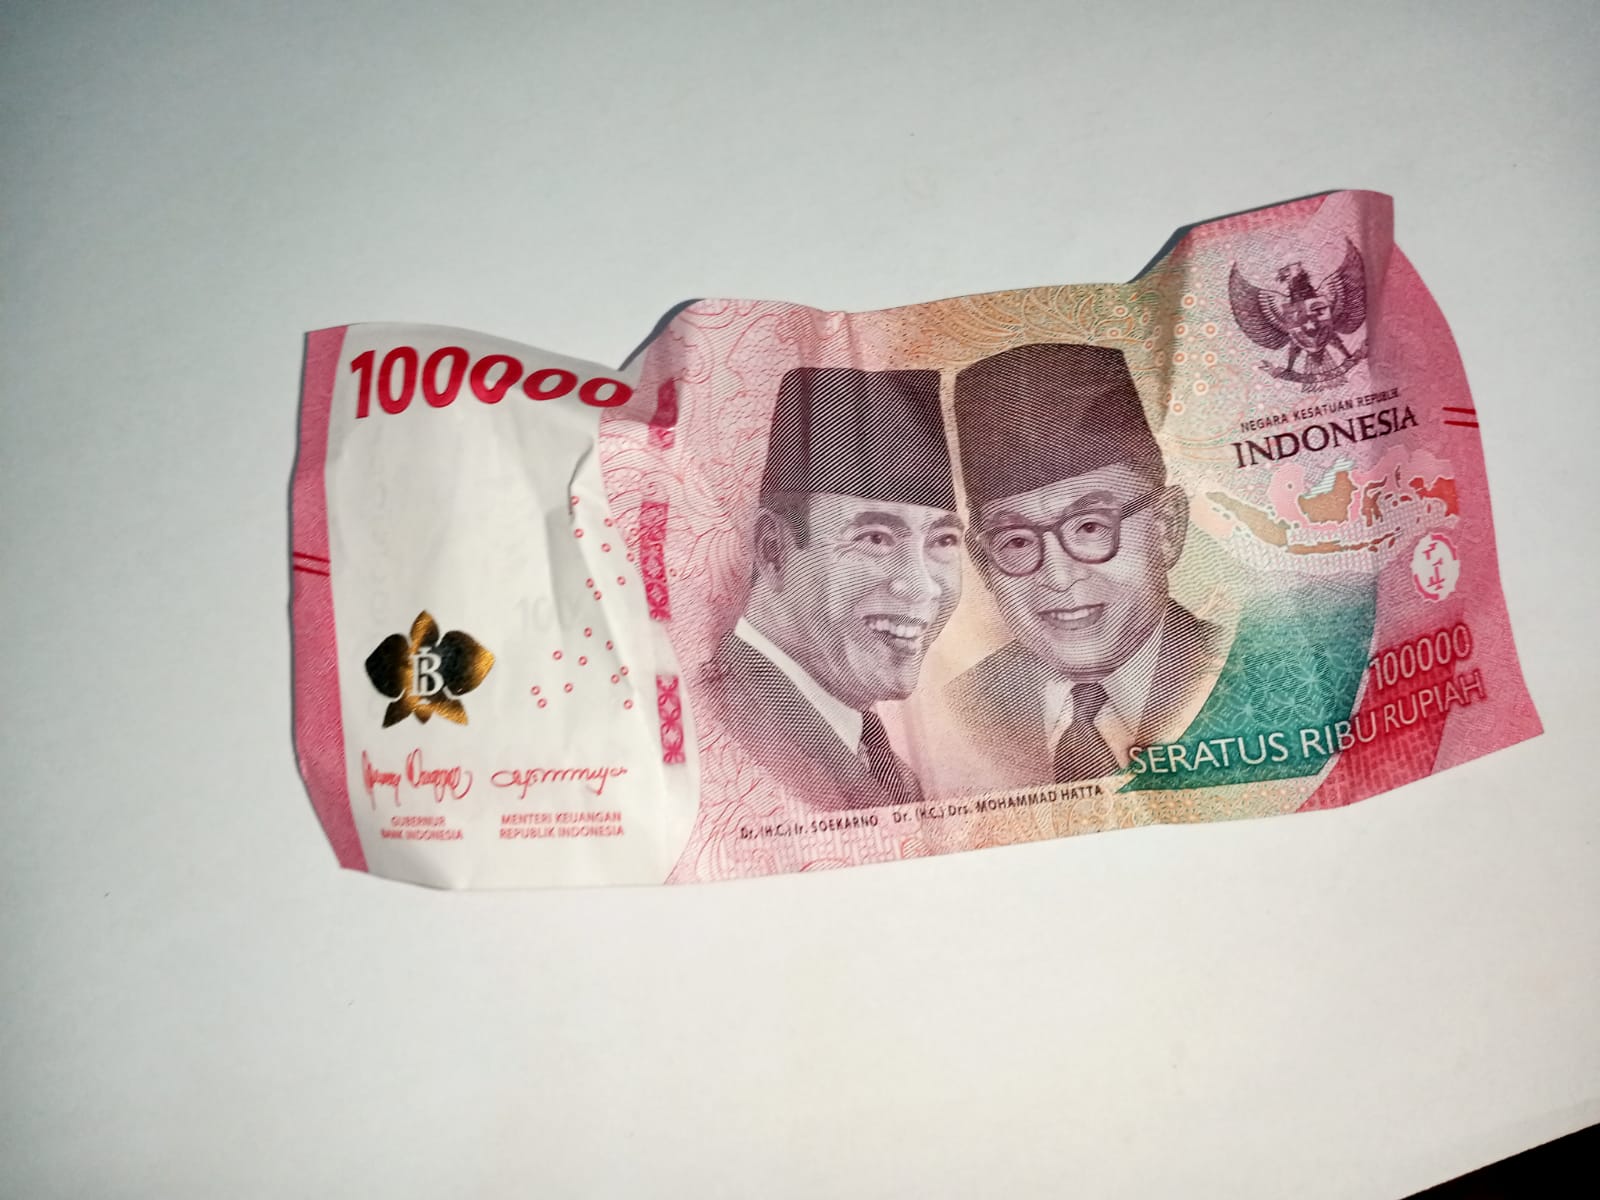 100000
NEGARA KESATUAN REPUBLIK
INDONESIA
B
GUBERNUR
BANK INDONESIA
MENTERI KEUANGAN
REPUBLIK INDONESIA
Dr. (H.C.) Ir. SOEKARNO
Dr. (H.C.) Drs. MOHAMMAD HATTA
100000
SERATUS RIBU RUPIAH